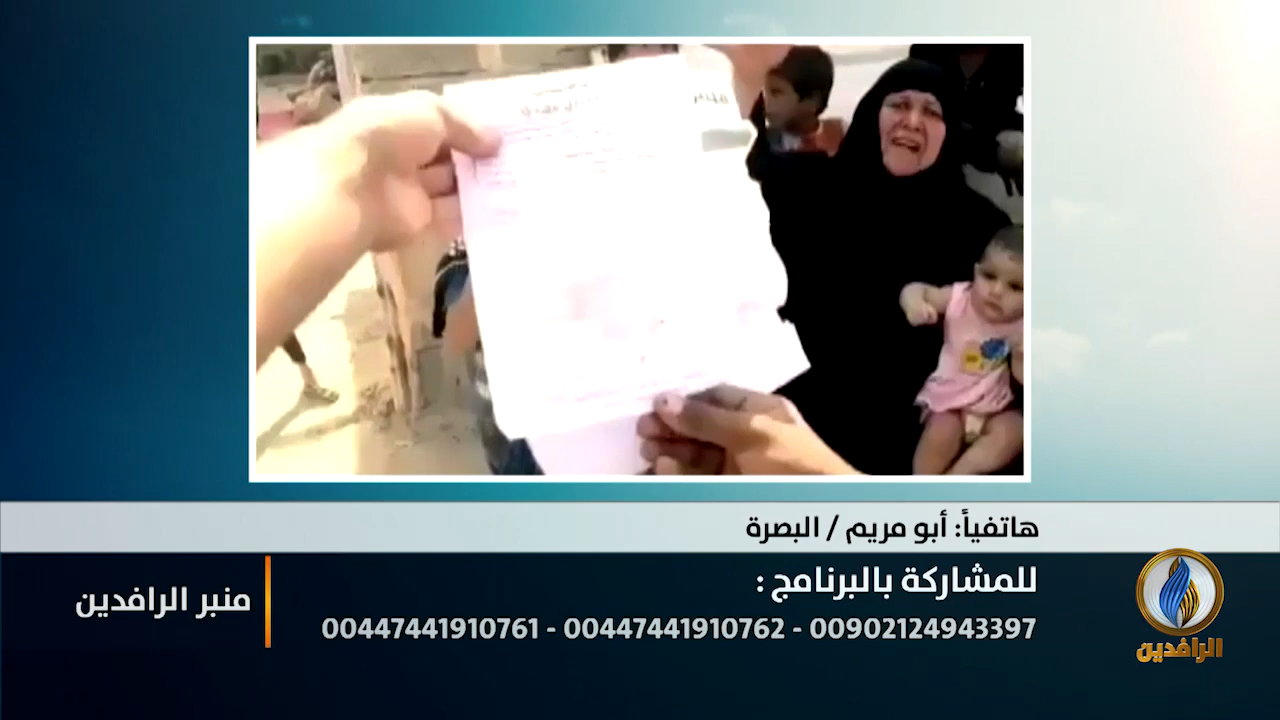 هاتفياً: أبو مريم / البصرة
للمشاركة بالبرنامج :
00447441910761 - 00447441910762 - 00902124943397
منبر الرافدين
الرافدين